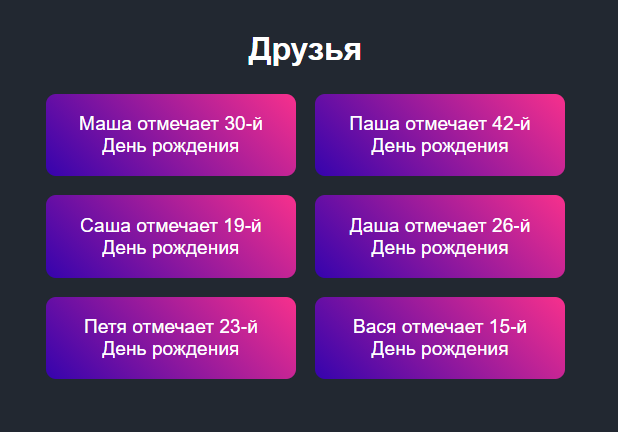 Друзья
Маша отмечает 30-й
День рождения
Паша отмечает 42-й
День рождения
Саша отмечает 19-й
День рождения
Даша отмечает 26-й
День рождения
Петя отмечает 23-й
День рождения
Вася отмечает 15-й
День рождения